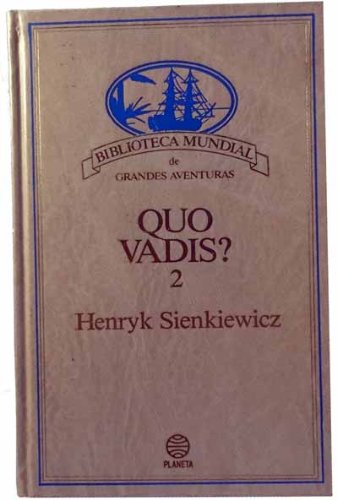 BIBLIOTECA MUNDIAL
de
GRANDES AVENTURAS
QUO
VADIS?
2
Henryk Sienkiewicz
PLANETA